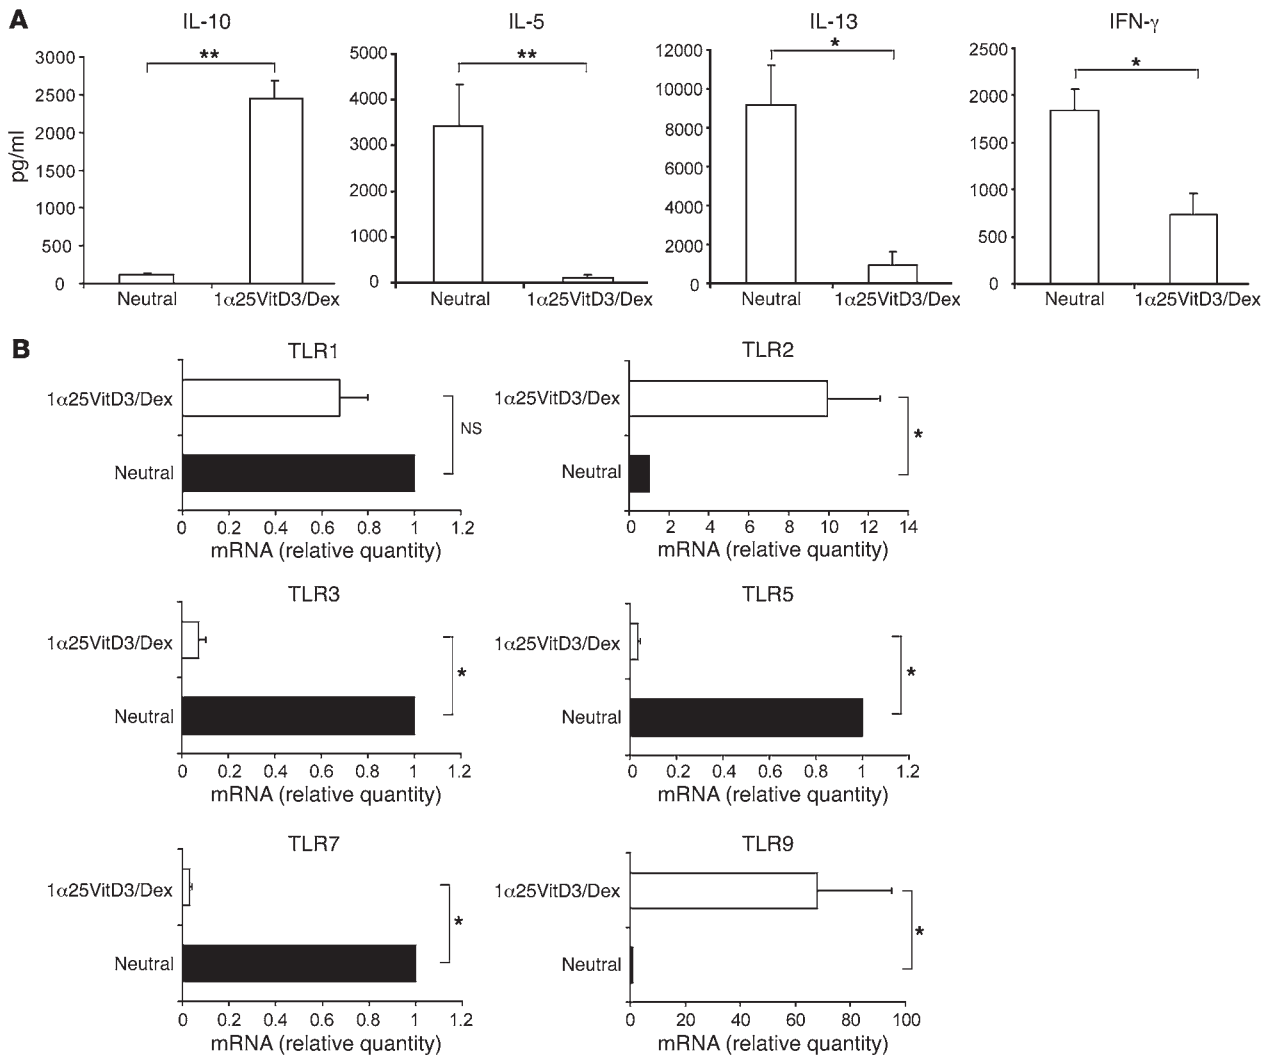 A
IL-10
IL-5
IL-13
IFN-γ
pg/ml
3000
2500
2000
1500
1000
500
0
**
Neutral
1α25VitD3/Dex
5000
4000
3000
2000
1000
0
**
Neutral
1α25VitD3/Dex
12000
10000
8000
6000
4000
2000
0
*
Neutral
1α25VitD3/Dex
2500
2000
1500
1000
500
0
*
Neutral
1α25VitD3/Dex
B
TLR1
1α25VitD3/Dex
Neutral
NS
0 0.2 0.4 0.6 0.8 1 1.2
mRNA (relative quantity)
TLR2
1α25VitD3/Dex
Neutral
*
0 2 4 6 8 10 12 14
mRNA (relative quantity)
TLR3
1α25VitD3/Dex
Neutral
*
0 0.2 0.4 0.6 0.8 1 1.2
mRNA (relative quantity)
TLR5
1α25VitD3/Dex
Neutral
*
0 0.2 0.4 0.6 0.8 1 1.2
mRNA (relative quantity)
TLR7
1α25VitD3/Dex
Neutral
*
0 0.2 0.4 0.6 0.8 1 1.2
mRNA (relative quantity)
TLR9
1α25VitD3/Dex
Neutral
*
0 20 40 60 80 100
mRNA (relative quantity)